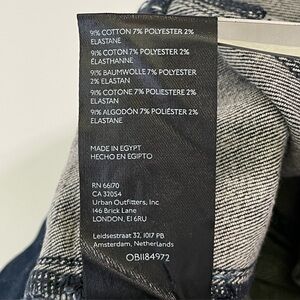 91% COTTON 7% POLYESTER 2%
ELASTANE
91% COTON 7% POLYESTER 2%
ÉLASTHANNE
91% BAUMWOLLE 7% POLYESTER
2% ELASTAN
91% COTONE 7% POLIESTERE 2%
ELASTAN
91% ALGODÓN 7% POLIÉSTER 2%
ELASTANO
MADE IN EGYPT
HECHO EN EGIPTO
RN 66170
CA 32054
Urban Outfitters, Inc
146 Brick Lane
LONDON, E1 6RU
Leidsestraat 32, 1017 PB
Amsterdam, Netherlands
OB1184972